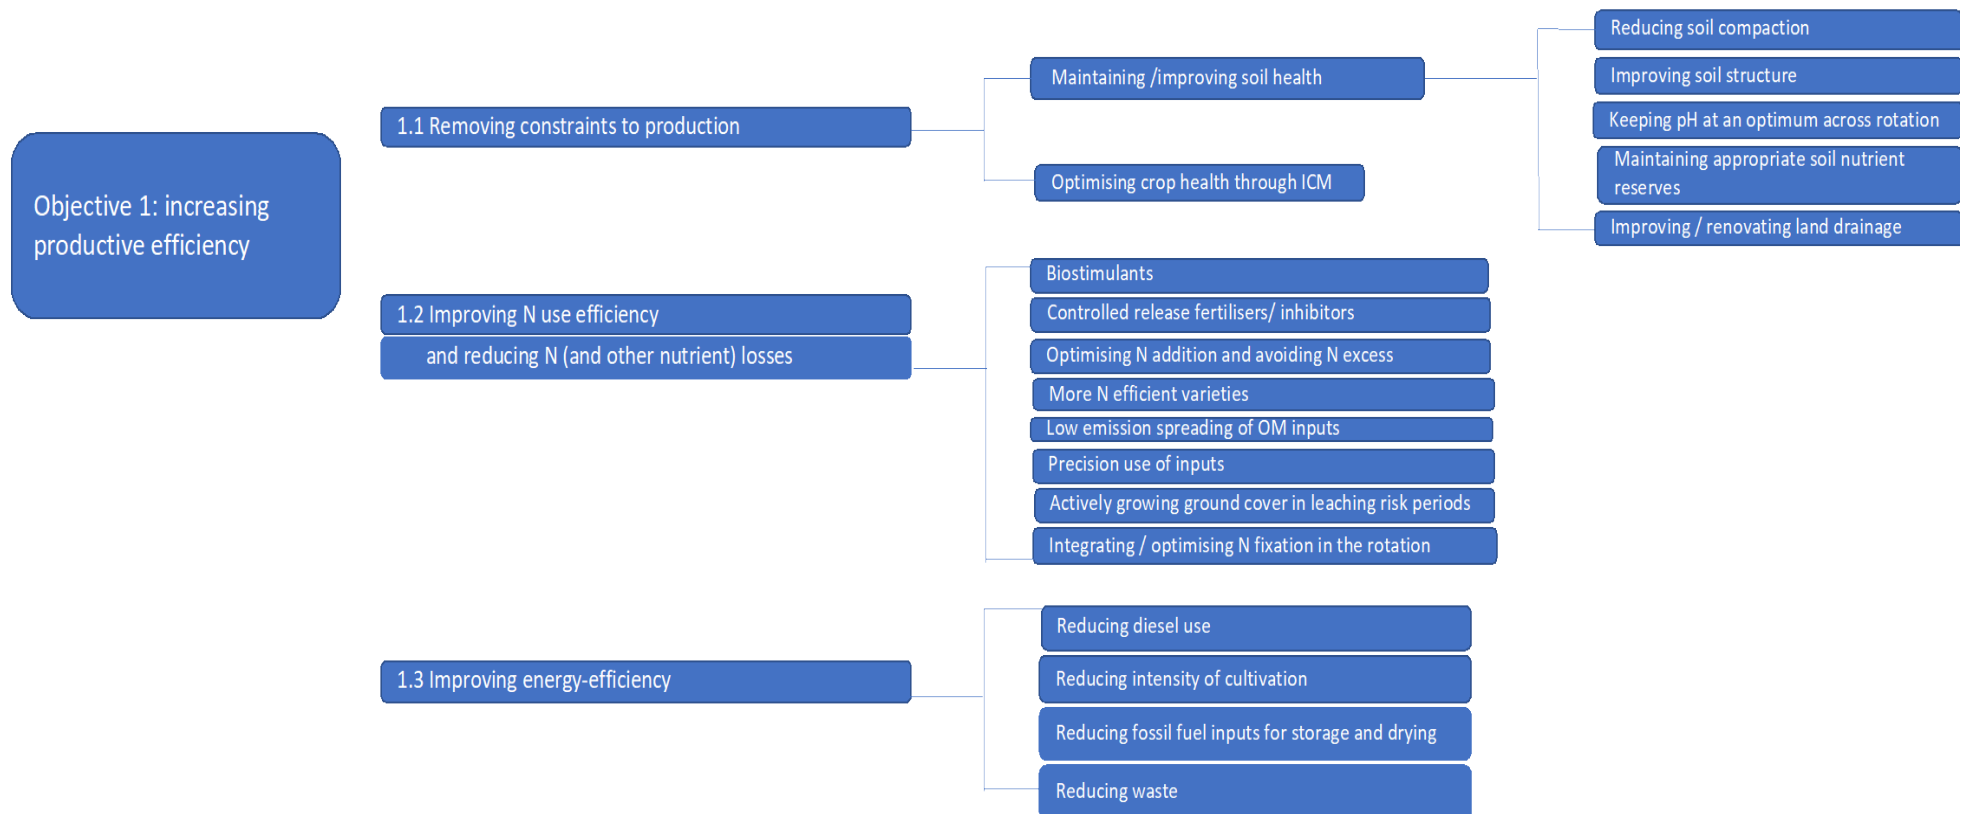 Objective 1: increasing
productive efficiency
1.1 Removing constraints to production
Maintaining /improving soil health
Reducing soil compaction
Improving soil structure
Keeping pH at an optimum across rotation
Maintaining appropriate soil nutrient
reserves
Improving / renovating land drainage
Optimising crop health through ICM
1.2 Improving N use efficiency
and reducing N (and other nutrient) losses
Biostimulants
Controlled release fertilisers/ inhibitors
Optimising N addition and avoiding N excess
More N efficient varieties
Low emission spreading of OM inputs
Precision use of inputs
Actively growing ground cover in leaching risk periods
Integrating / optimising N fixation in the rotation
1.3 Improving energy-efficiency
Reducing diesel use
Reducing intensity of cultivation
Reducing fossil fuel inputs for storage and drying
Reducing waste